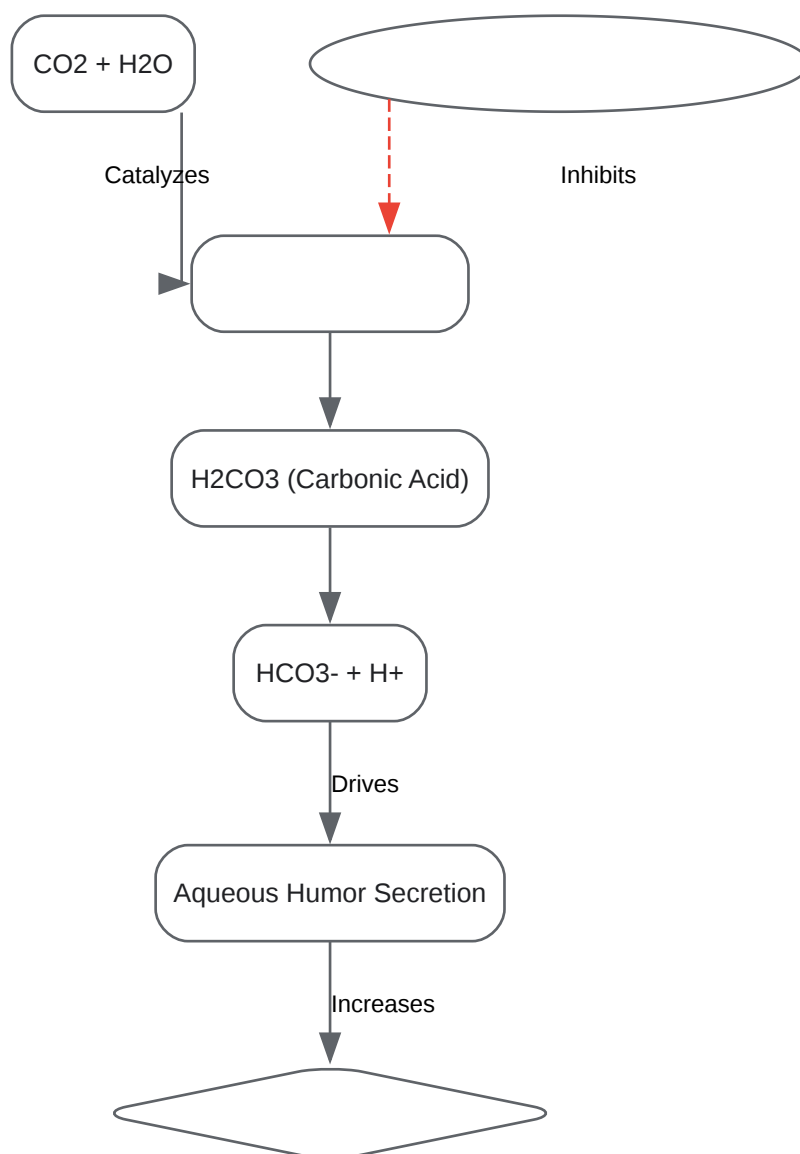 CO2 + H2O
Catalyzes
Inhibits
H2CO3 (Carbonic Acid)
HCO3- + H+
Drives
Aqueous Humor Secretion
Increases